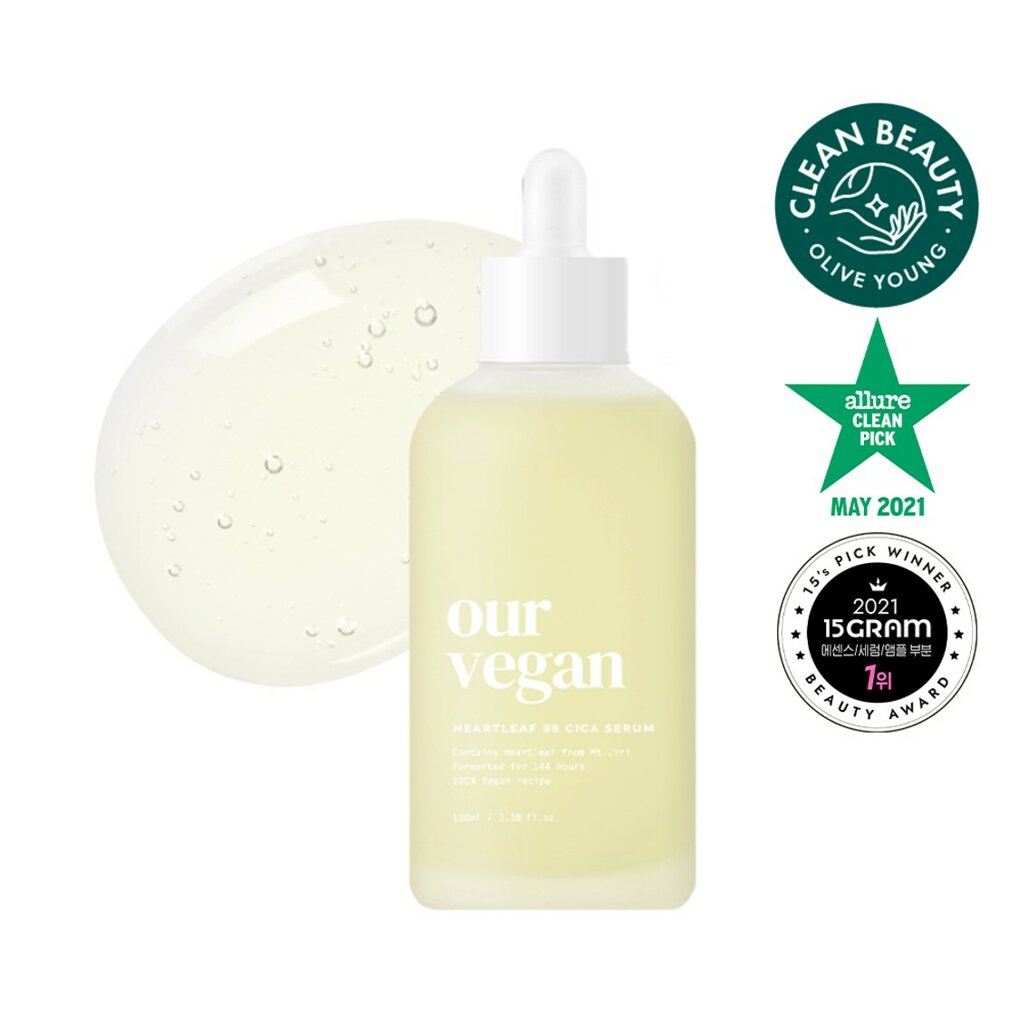 our
vegan
HEARTLEAF 98 CICA SERUM
Contains Heartleaf from Mt.Jiri
Fermented for 144 hours
100% Vegan recipe
100ml / 3.38 fl.oz.
CLEAN BEAUTY
· OLIVE YOUNG ·
allure
CLEAN
PICK
MAY 2021
15's PICK WINNER
2021
15GRAM
에센스/세럼/앰플 부분
1위
BEAUTY AWARD